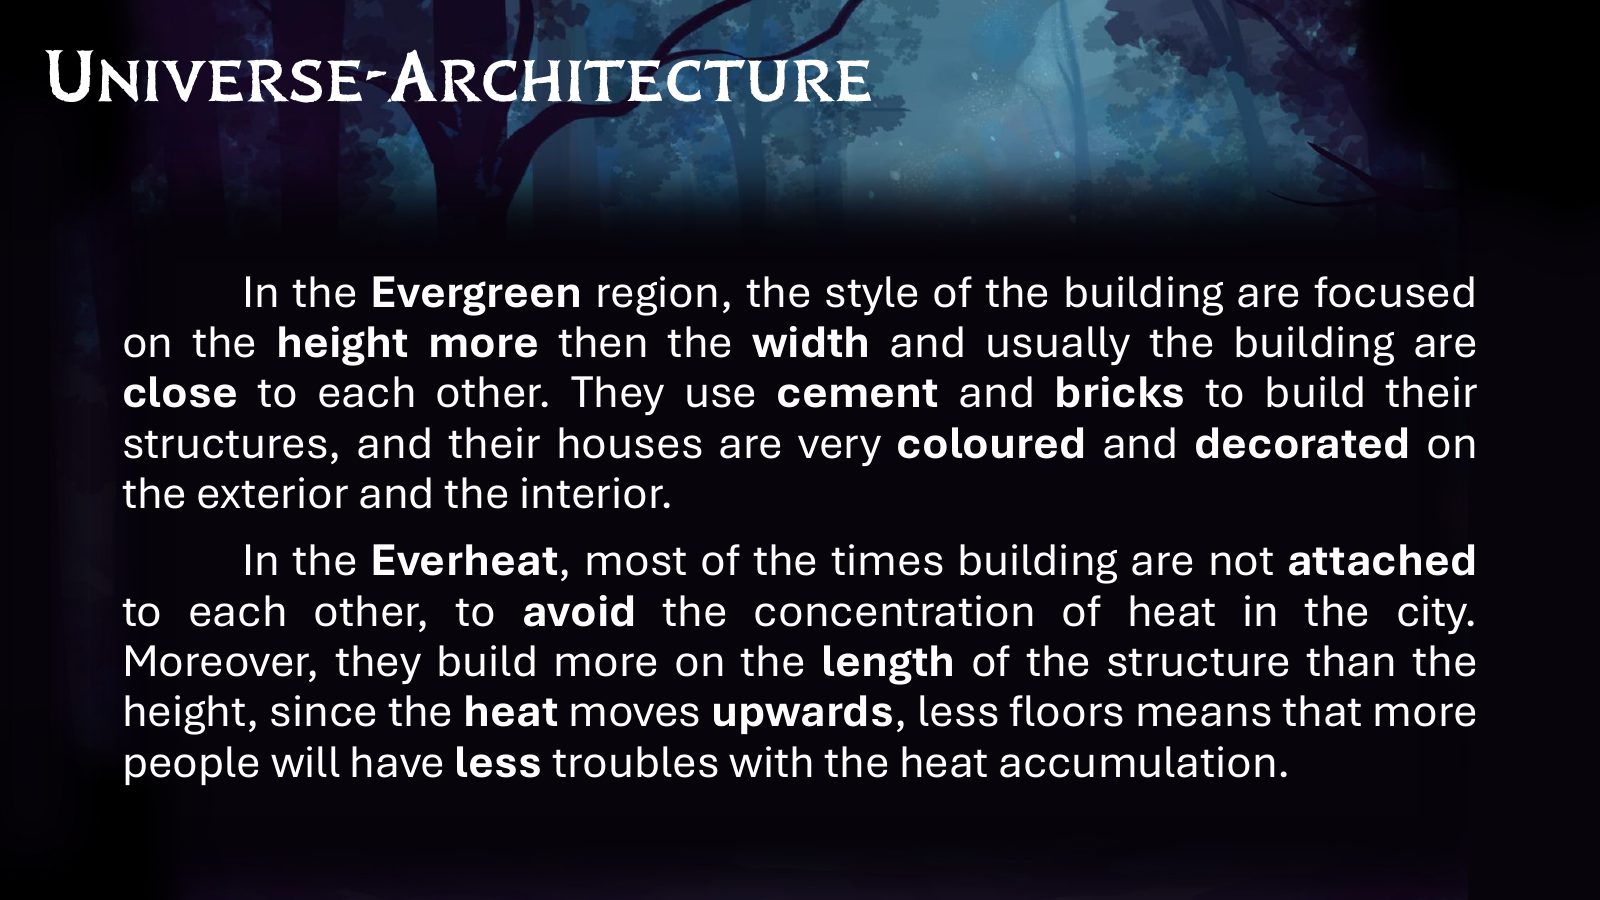 Universe-Architecture
In the Evergreen region, the style of the building are focused
on the height more then the width and usually the building are
close to each other. They use cement and bricks to build their
structures, and their houses are very coloured and decorated on
the exterior and the interior.
In the Everheat, most of the times building are not attached
to each other, to avoid the concentration of heat in the city.
Moreover, they build more on the length of the structure than the
height, since the heat moves upwards, less floors means that more
people will have less troubles with the heat accumulation.